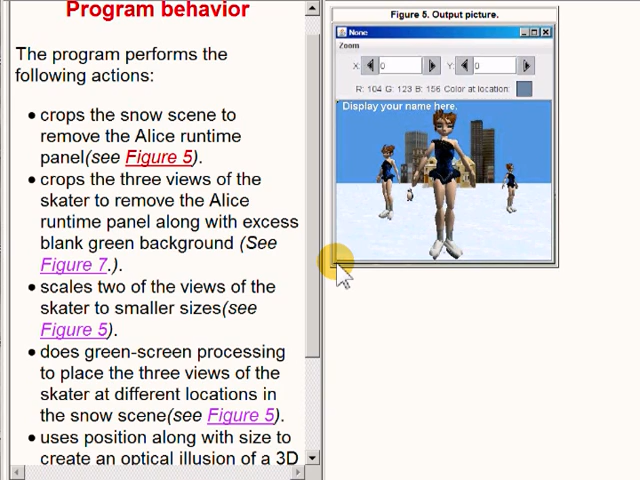 Program behavior
The program performs the
following actions:
• crops the snow scene to
remove the Alice runtime
panel(see Figure 5).
• crops the three views of the
skater to remove the Alice
runtime panel along with excess
blank green background (See
Figure 7.).
• scales two of the views of the
skater to smaller sizes(see
Figure 5).
• does green-screen processing
to place the three views of the
skater at different locations in
the snow scene(see Figure 5).
• uses position along with size to
create an optical illusion of a 3D
Figure 5. Output picture.
None
Zoom
X: 0 Y: 0
R: 104 G: 123 B: 156 Color at location:
Display your name here.